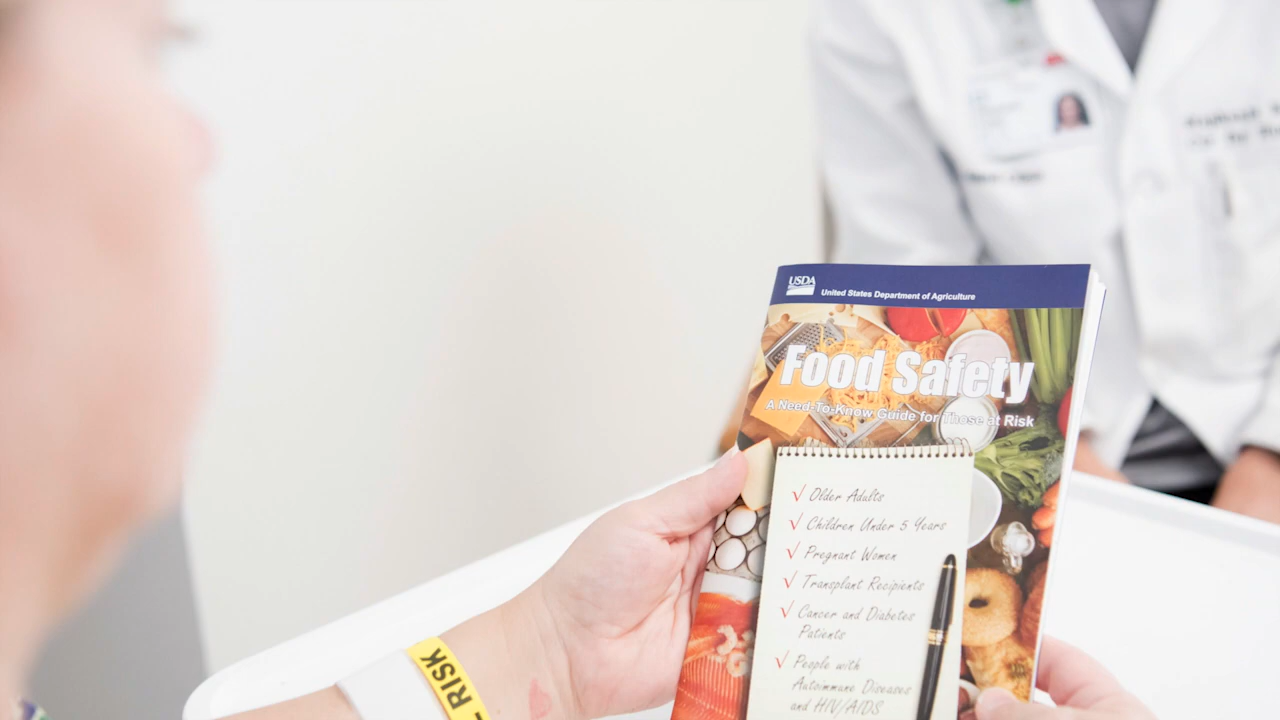 USDA
United States Department of Agriculture
Food Safety
A Need-To-Know Guide for Those at Risk
√ Older Adults
√ Children Under 5 Years
√ Pregnant Women
√ Transplant Recipients
√ Cancer and Diabetes
Patients
√ People with
Autoimmune Diseases
and HIV/AIDS
RISK